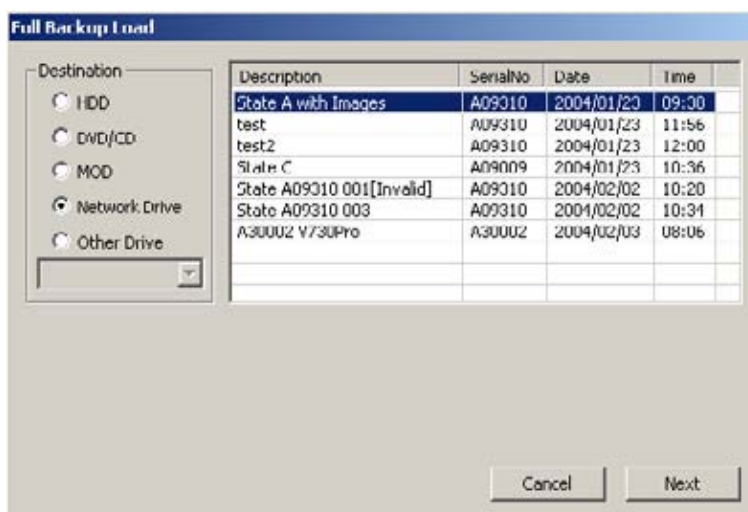 Full Backup Load
Destination
HDD
DVD/CD
MOD
Network Drive
Other Drive
Description SerialNo Date Time
State A with Images A09310 2004/01/23 09:30
test A09310 2004/01/23 11:56
test2 A09310 2004/01/23 12:00
State C A09009 2004/01/23 10:36
State A09310 001[Invalid] A09310 2004/02/02 10:20
State A09310 003 A09310 2004/02/02 10:34
A30002 V730Pro A30002 2004/02/03 08:06
Cancel Next